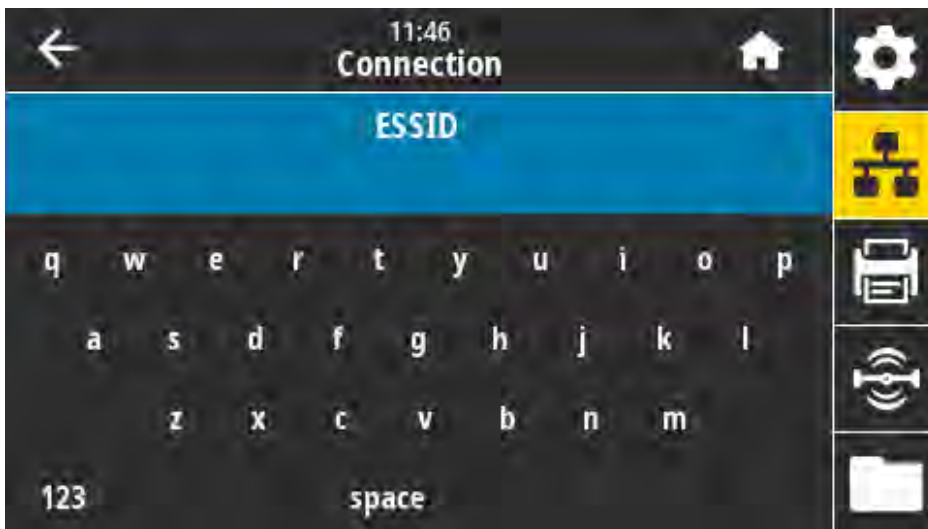 11:46
Connection
ESSID
q w e r t y u i o p
a s d f g h j k l
z x c v b n m
123 space